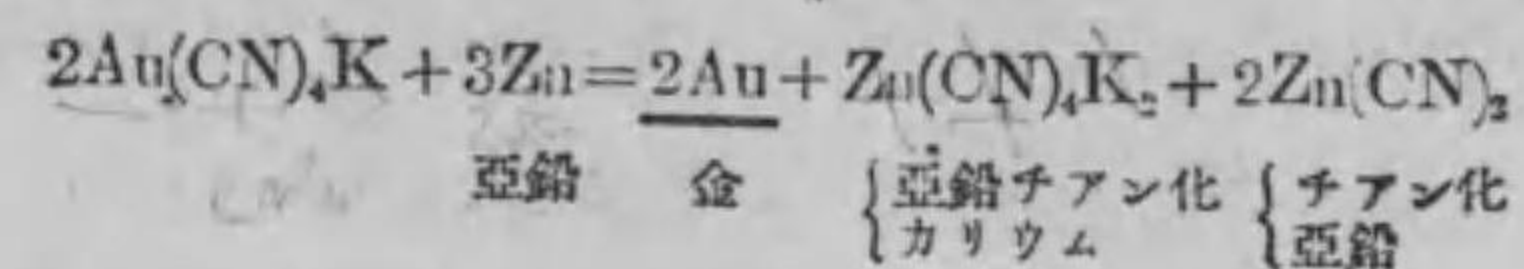 2Au(CN)₄K + 3Zn = 2Au + Zn(CN)₄K₂ + 2Zn(CN)₂
亞鉛 金 亞鉛チアン化 チアン化
カリウム 亞鉛